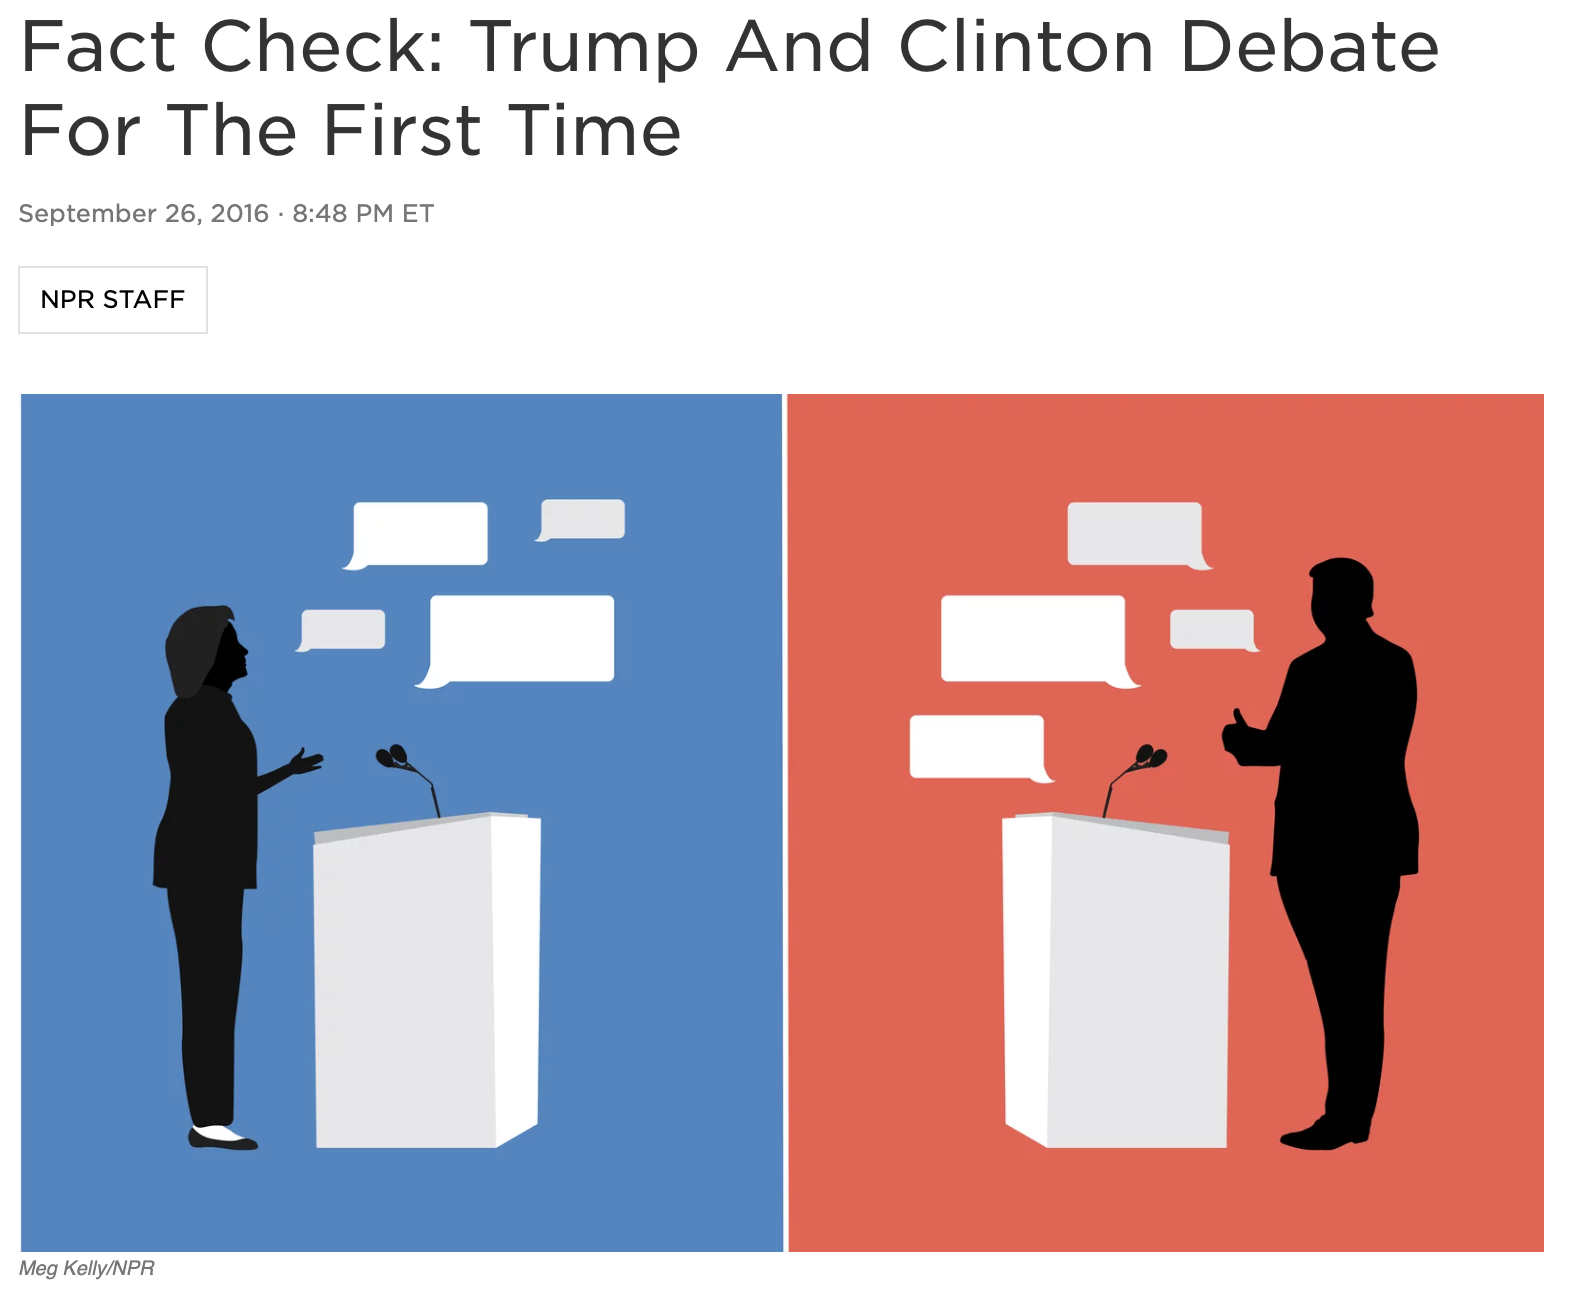 Fact Check: Trump And Clinton Debate
For The First Time
September 26, 2016 · 8:48 PM ET
NPR STAFF
Meg Kelly/NPR